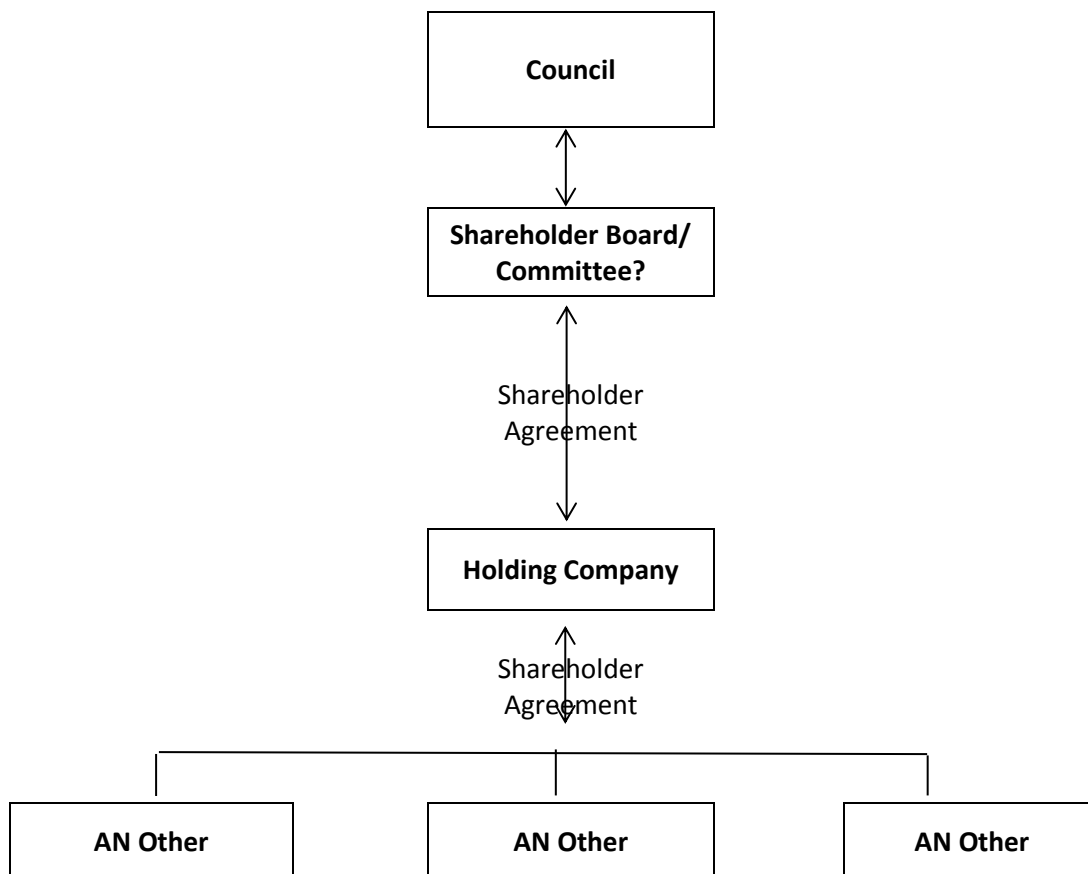 Council
Shareholder Board/
Committee?
Shareholder
Agreement
Holding Company
Shareholder
Agreement
AN Other
AN Other
AN Other